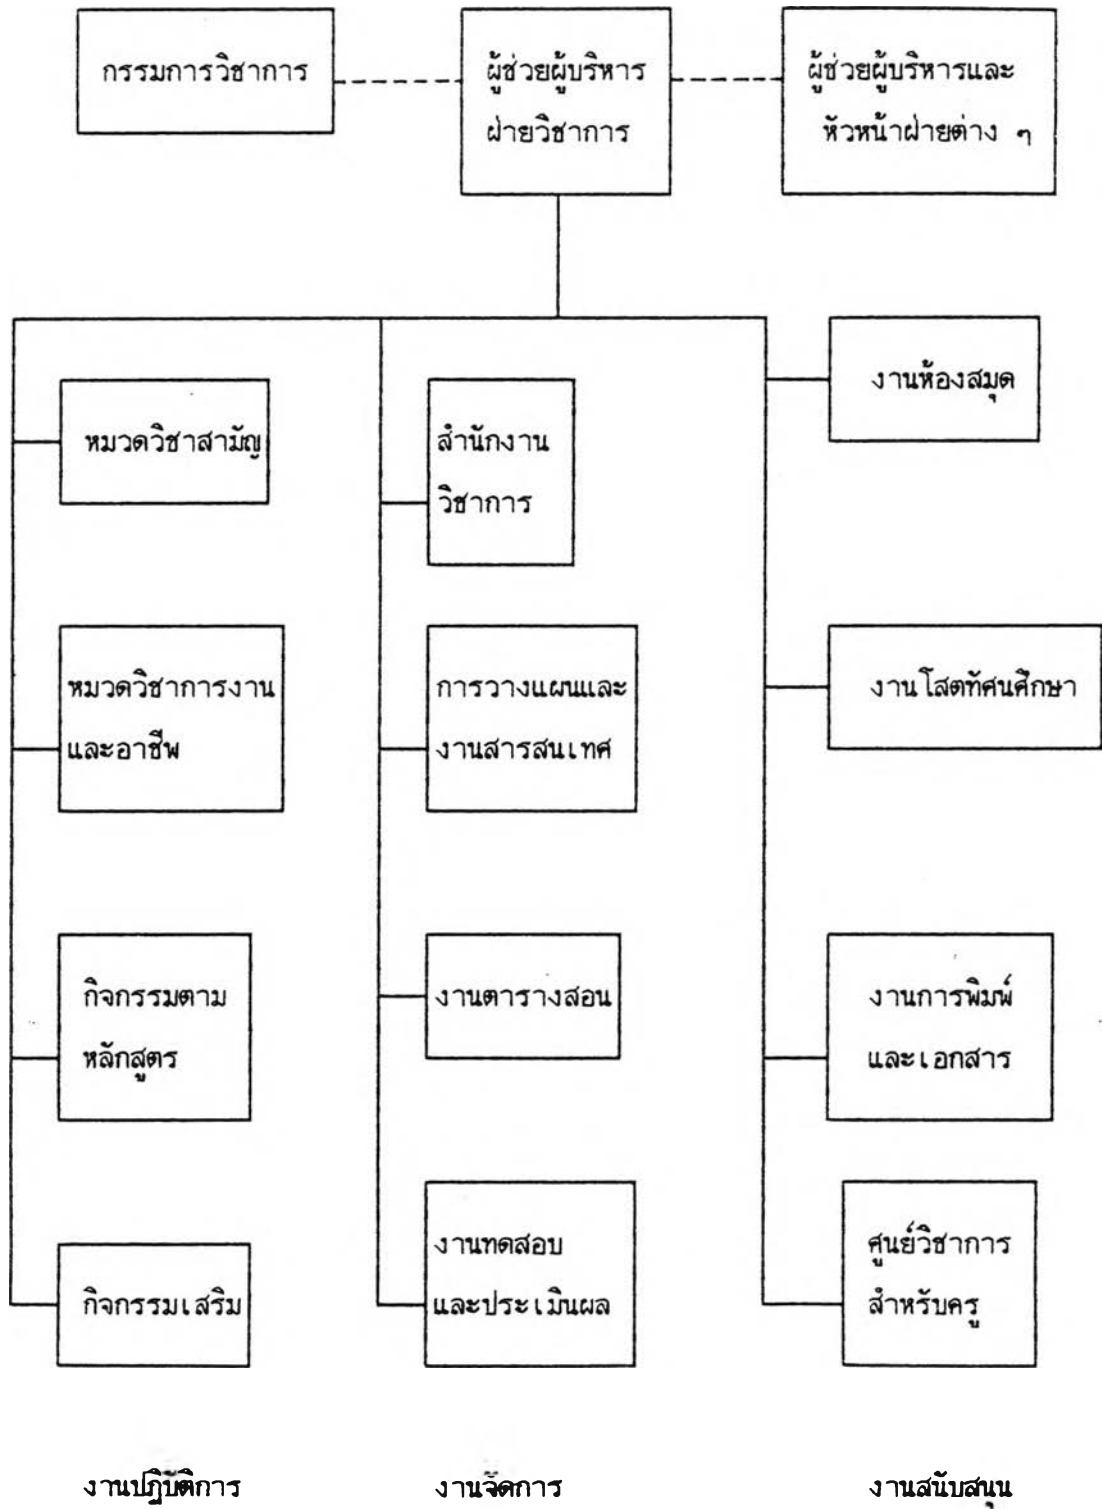 กรรมการวิชาการ
ผู้ช่วยผู้บริหาร
ฝ่ายวิชาการ
ผู้ช่วยผู้บริหารและ
หัวหน้าฝ่ายต่าง ๆ
หมวดวิชาสามัญ
หมวดวิชาการงาน
และอาชีพ
กิจกรรมตาม
หลักสูตร
กิจกรรมเสริม
สำนักงาน
วิชาการ
การวางแผนและ
งานสารสนเทศ
งานตารางสอน
งานทดสอบ
และประเมินผล
งานห้องสมุด
งานโสตทัศนศึกษา
งานการพิมพ์
และเอกสาร
ศูนย์วิชาการ
สำหรับครู
งานปฏิบัติการ
งานจัดการ
งานสนับสนุน